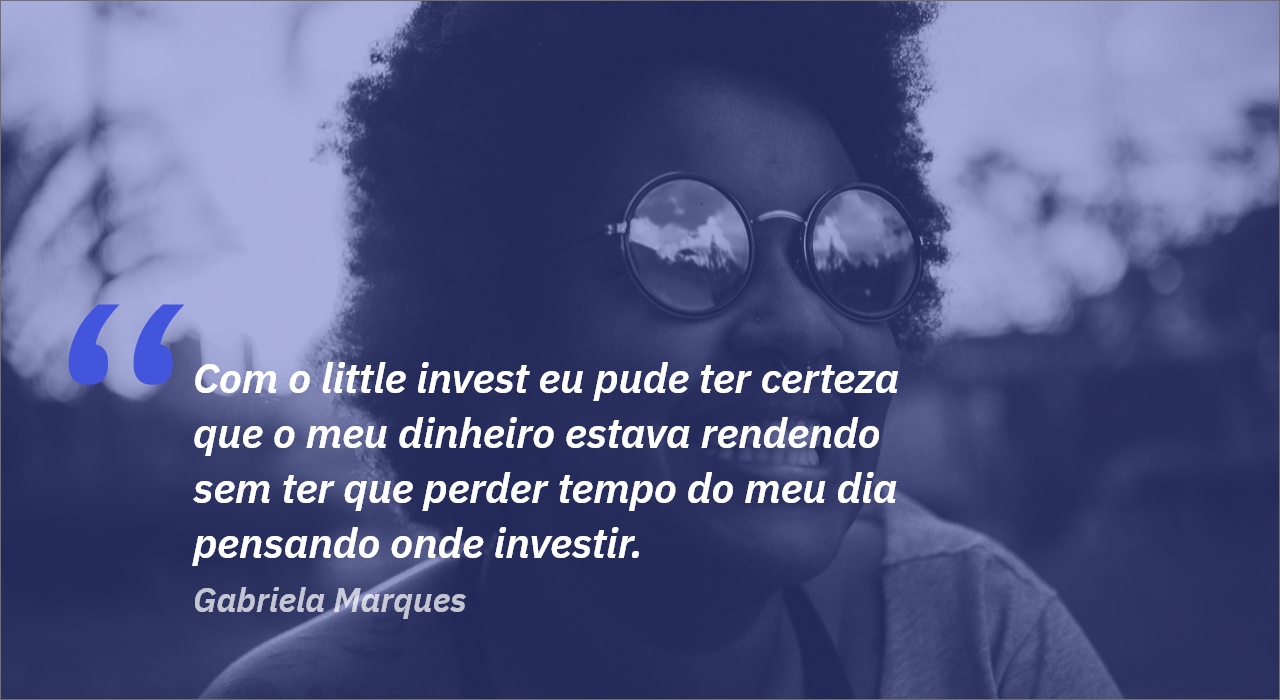 “Com o little invest eu pude ter certeza
que o meu dinheiro estava rendendo
sem ter que perder tempo do meu dia
pensando onde investir.
Gabriela Marques